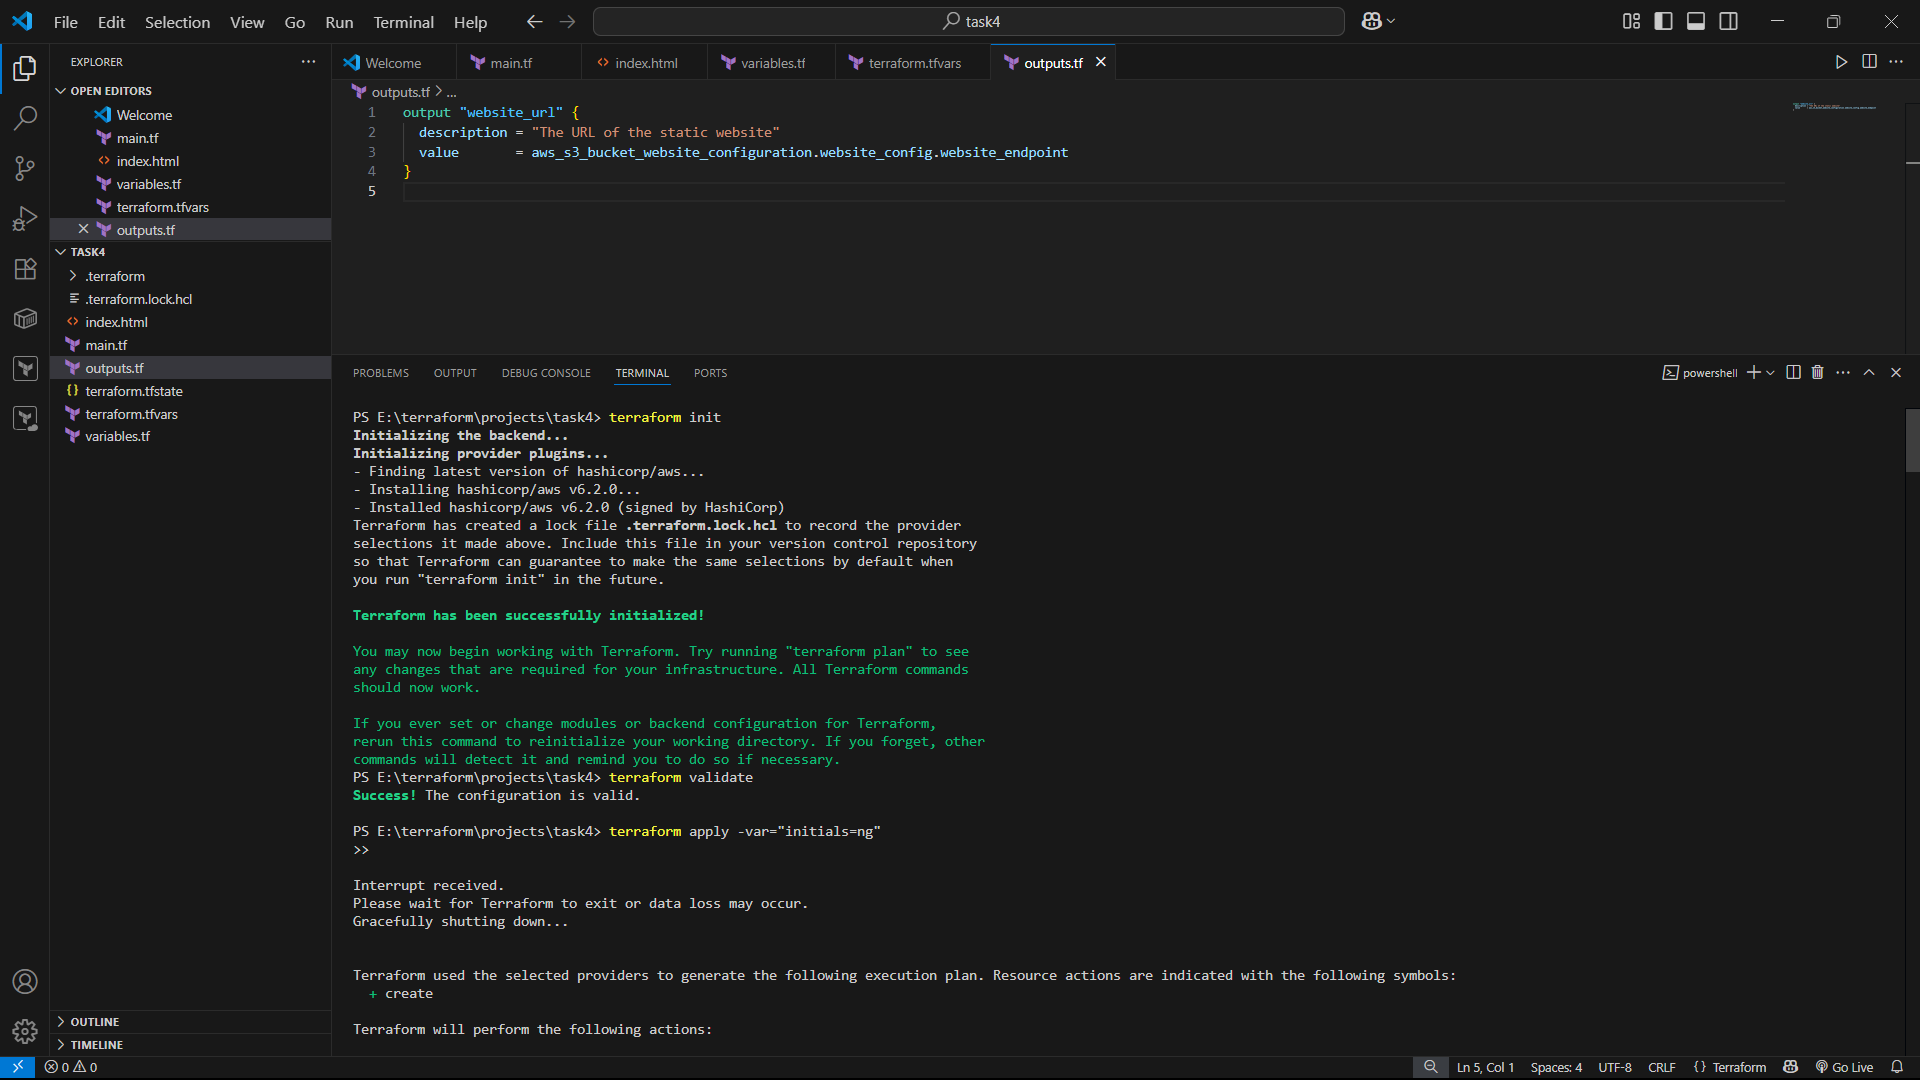 File Edit Selection View Go Run Terminal Help
task4
EXPLORER
OPEN EDITORS
Welcome
main.tf
index.html
variables.tf
terraform.tfvars
outputs.tf
TASK4
.terraform
.terraform.lock.hcl
index.html
main.tf
outputs.tf
terraform.tfstate
terraform.tfvars
variables.tf
OUTLINE
TIMELINE
Welcome main.tf index.html variables.tf terraform.tfvars outputs.tf
outputs.tf > ...
1 output "website_url" {
2 description = "The URL of the static website"
3 value = aws_s3_bucket_website_configuration.website_config.website_endpoint
4 }
5
PROBLEMS OUTPUT DEBUG CONSOLE TERMINAL PORTS
powershell
PS E:\terraform\projects\task4> terraform init
Initializing the backend...
Initializing provider plugins...
- Finding latest version of hashicorp/aws...
- Installing hashicorp/aws v6.2.0...
- Installed hashicorp/aws v6.2.0 (signed by HashiCorp)
Terraform has created a lock file .terraform.lock.hcl to record the provider
selections it made above. Include this file in your version control repository
so that Terraform can guarantee to make the same selections by default when
you run "terraform init" in the future.
Terraform has been successfully initialized!
You may now begin working with Terraform. Try running "terraform plan" to see
any changes that are required for your infrastructure. All Terraform commands
should now work.
If you ever set or change modules or backend configuration for Terraform,
rerun this command to reinitialize your working directory. If you forget, other
commands will detect it and remind you to do so if necessary.
PS E:\terraform\projects\task4> terraform validate
Success! The configuration is valid.
PS E:\terraform\projects\task4> terraform apply -var="initials=ng"
>>
Interrupt received.
Please wait for Terraform to exit or data loss may occur.
Gracefully shutting down...
Terraform used the selected providers to generate the following execution plan. Resource actions are indicated with the following symbols:
+ create
Terraform will perform the following actions:
0 0
Ln 5, Col 1 Spaces: 4 UTF-8 CRLF {} Terraform Go Live